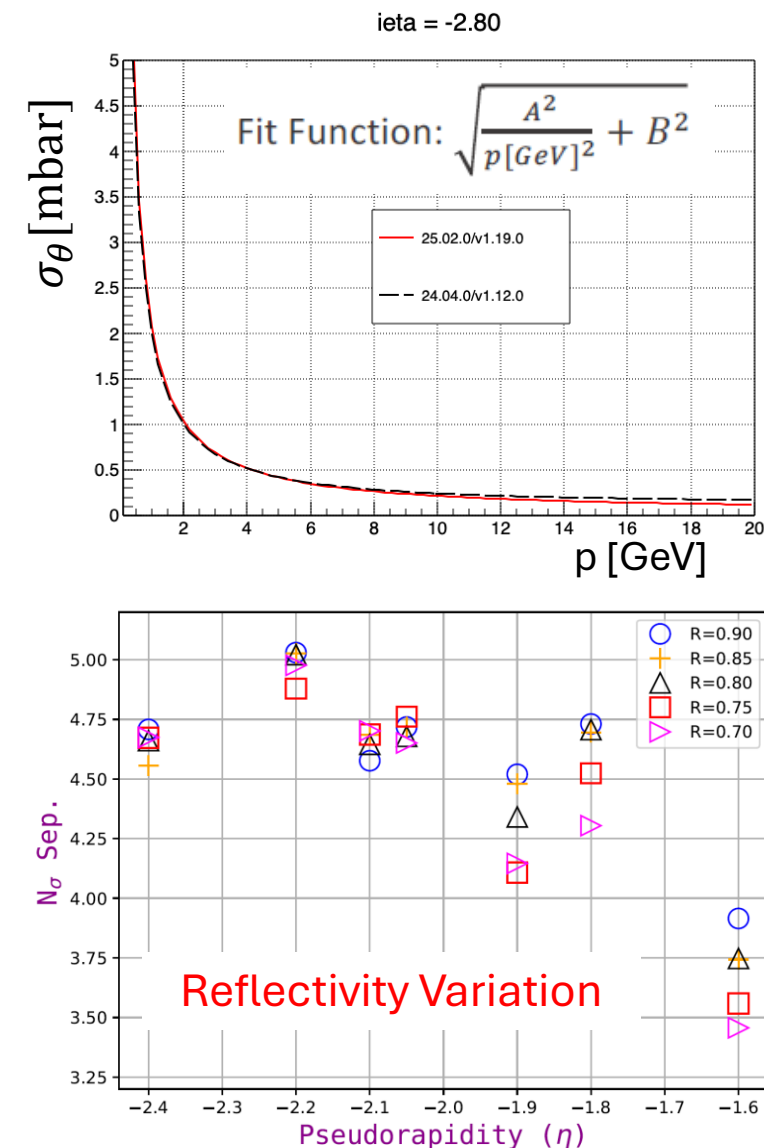 ieta = -2.80
σ_θ [mbar]
5
4.5
4
3.5
3
2.5
2
1.5
1
0.5
0
Fit Function: √(A²/p[GeV]² + B²)
25.02.0/v1.19.0
24.04.0/v1.12.0
2 4 6 8 10 12 14 16 18 20
p [GeV]
N_σ Sep.
5.00
4.75
4.50
4.25
4.00
3.75
3.50
3.25
R=0.90
R=0.85
R=0.80
R=0.75
R=0.70
Reflectivity Variation
−2.4 −2.3 −2.2 −2.1 −2.0 −1.9 −1.8 −1.7 −1.6
Pseudorapidity (η)